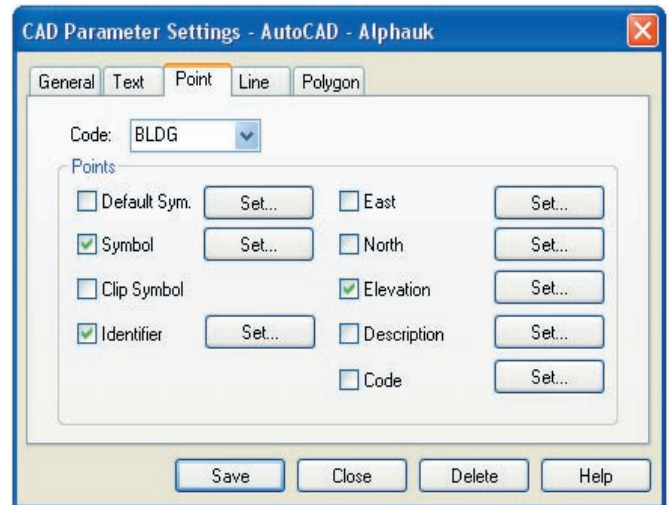 CAD Parameter Settings - AutoCAD - Alphauk
General Text Point Line Polygon
Code: BLDG
Points
Default Sym. Set... East Set...
Symbol Set... North Set...
Clip Symbol Elevation Set...
Identifier Set... Description Set...
Code Set...
Save Close Delete Help